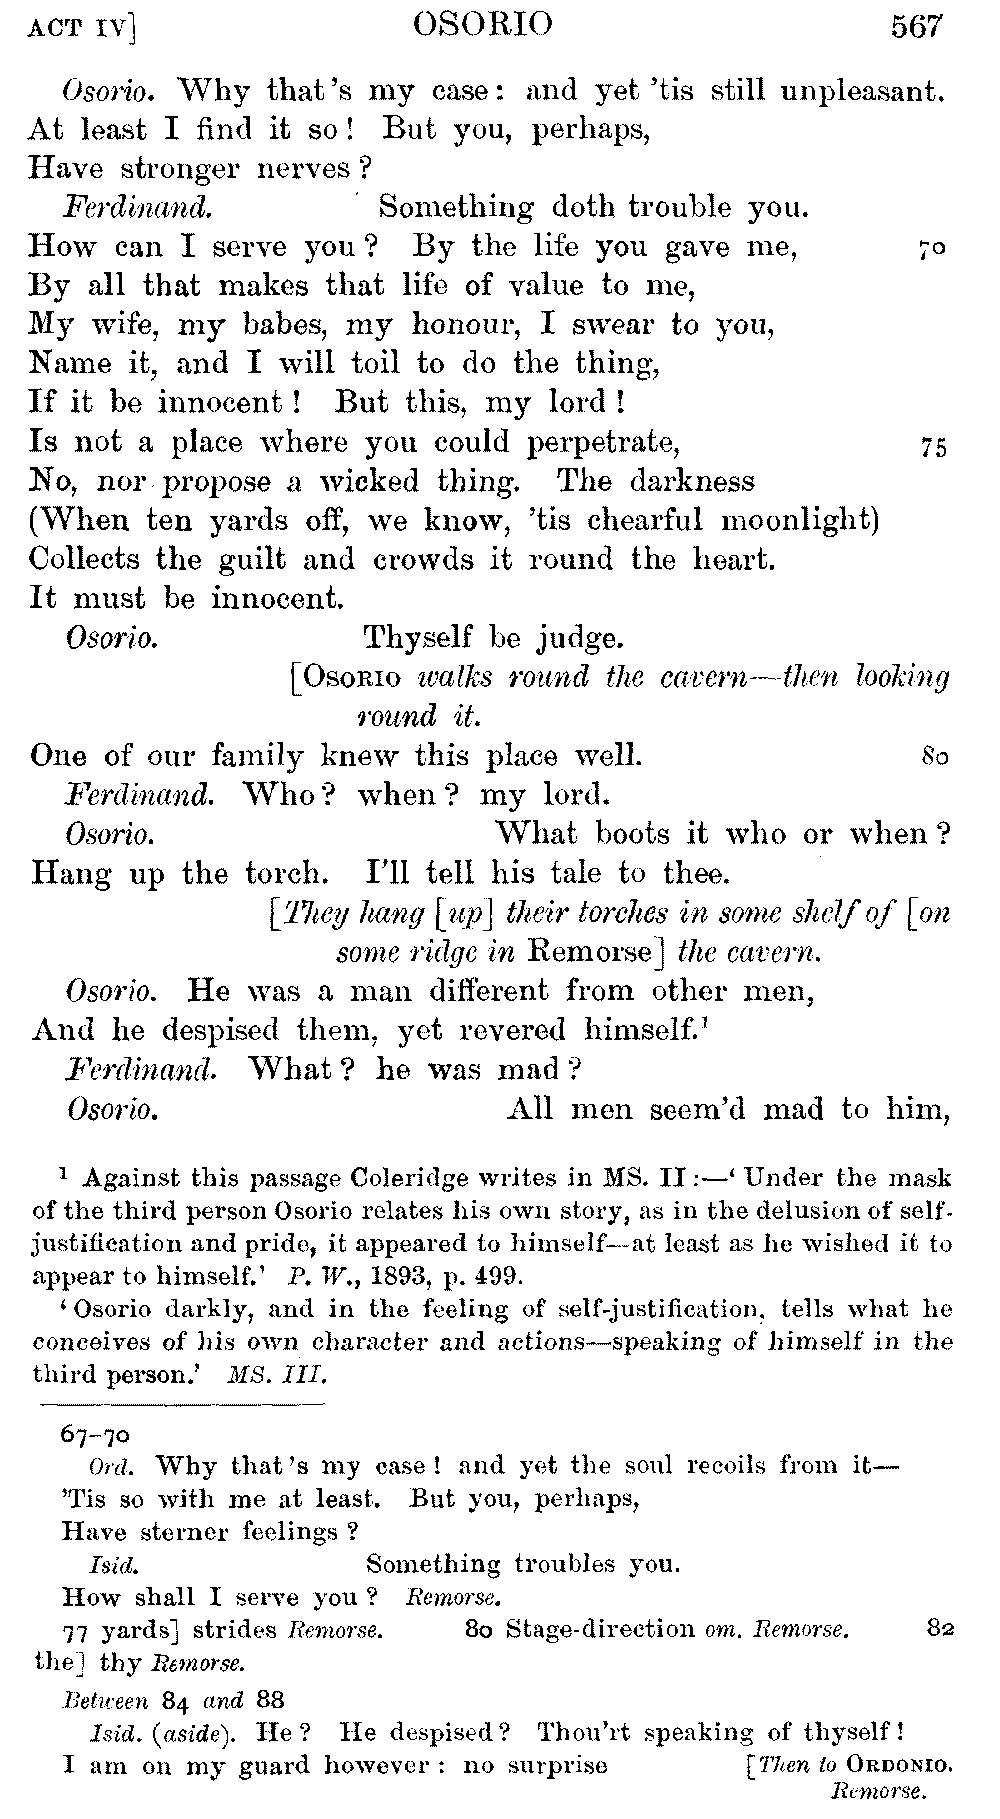 ACT IV] OSORIO 567
Osorio. Why that's my case: and yet 'tis still unpleasant.
At least I find it so! But you, perhaps,
Have stronger nerves?
Ferdinand. Something doth trouble you.
How can I serve you? By the life you gave me, 70
By all that makes that life of value to me,
My wife, my babes, my honour, I swear to you,
Name it, and I will toil to do the thing,
If it be innocent! But this, my lord!
Is not a place where you could perpetrate, 75
No, nor propose a wicked thing. The darkness
(When ten yards off, we know, 'tis chearful moonlight)
Collects the guilt and crowds it round the heart.
It must be innocent.
Osorio. Thyself be judge.
[OSORIO walks round the cavern—then looking
round it.
One of our family knew this place well. 80
Ferdinand. Who? when? my lord.
Osorio. What boots it who or when?
Hang up the torch. I'll tell his tale to thee.
[They hang [up] their torches in some shelf of [on
some ridge in Remorse] the cavern.
Osorio. He was a man different from other men,
And he despised them, yet revered himself.¹
Ferdinand. What? he was mad?
Osorio. All men seem'd mad to him,
¹ Against this passage Coleridge writes in MS. II:—'Under the mask
of the third person Osorio relates his own story, as in the delusion of self-
justification and pride, it appeared to himself—at least as he wished it to
appear to himself.' P. W., 1893, p. 499.
'Osorio darkly, and in the feeling of self-justification, tells what he
conceives of his own character and actions—speaking of himself in the
third person.' MS. III.
67-70
Ord. Why that's my case! and yet the soul recoils from it—
'Tis so with me at least. But you, perhaps,
Have sterner feelings?
Isid. Something troubles you.
How shall I serve you? Remorse.
77 yards] strides Remorse. 80 Stage-direction om. Remorse. 82
the] thy Remorse.
Between 84 and 88
Isid. (aside). He? He despised? Thou'rt speaking of thyself!
I am on my guard however: no surprise [Then to ORDONIO.
Remorse.